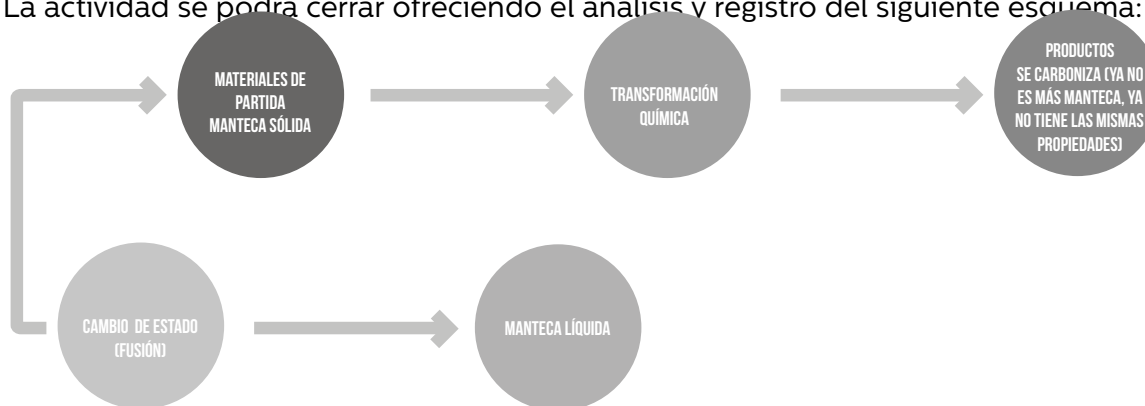 La actividad se podrá cerrar ofreciendo el análisis y registro del siguiente esquema:
MATERIALES DE
PARTIDA
MANTECA SÓLIDA
TRANSFORMACIÓN
QUÍMICA
PRODUCTOS
SE CARBONIZA (YA NO
ES MÁS MANTECA, YA
NO TIENE LAS MISMAS
PROPIEDADES)
CAMBIO DE ESTADO
(FUSIÓN)
MANTECA LÍQUIDA